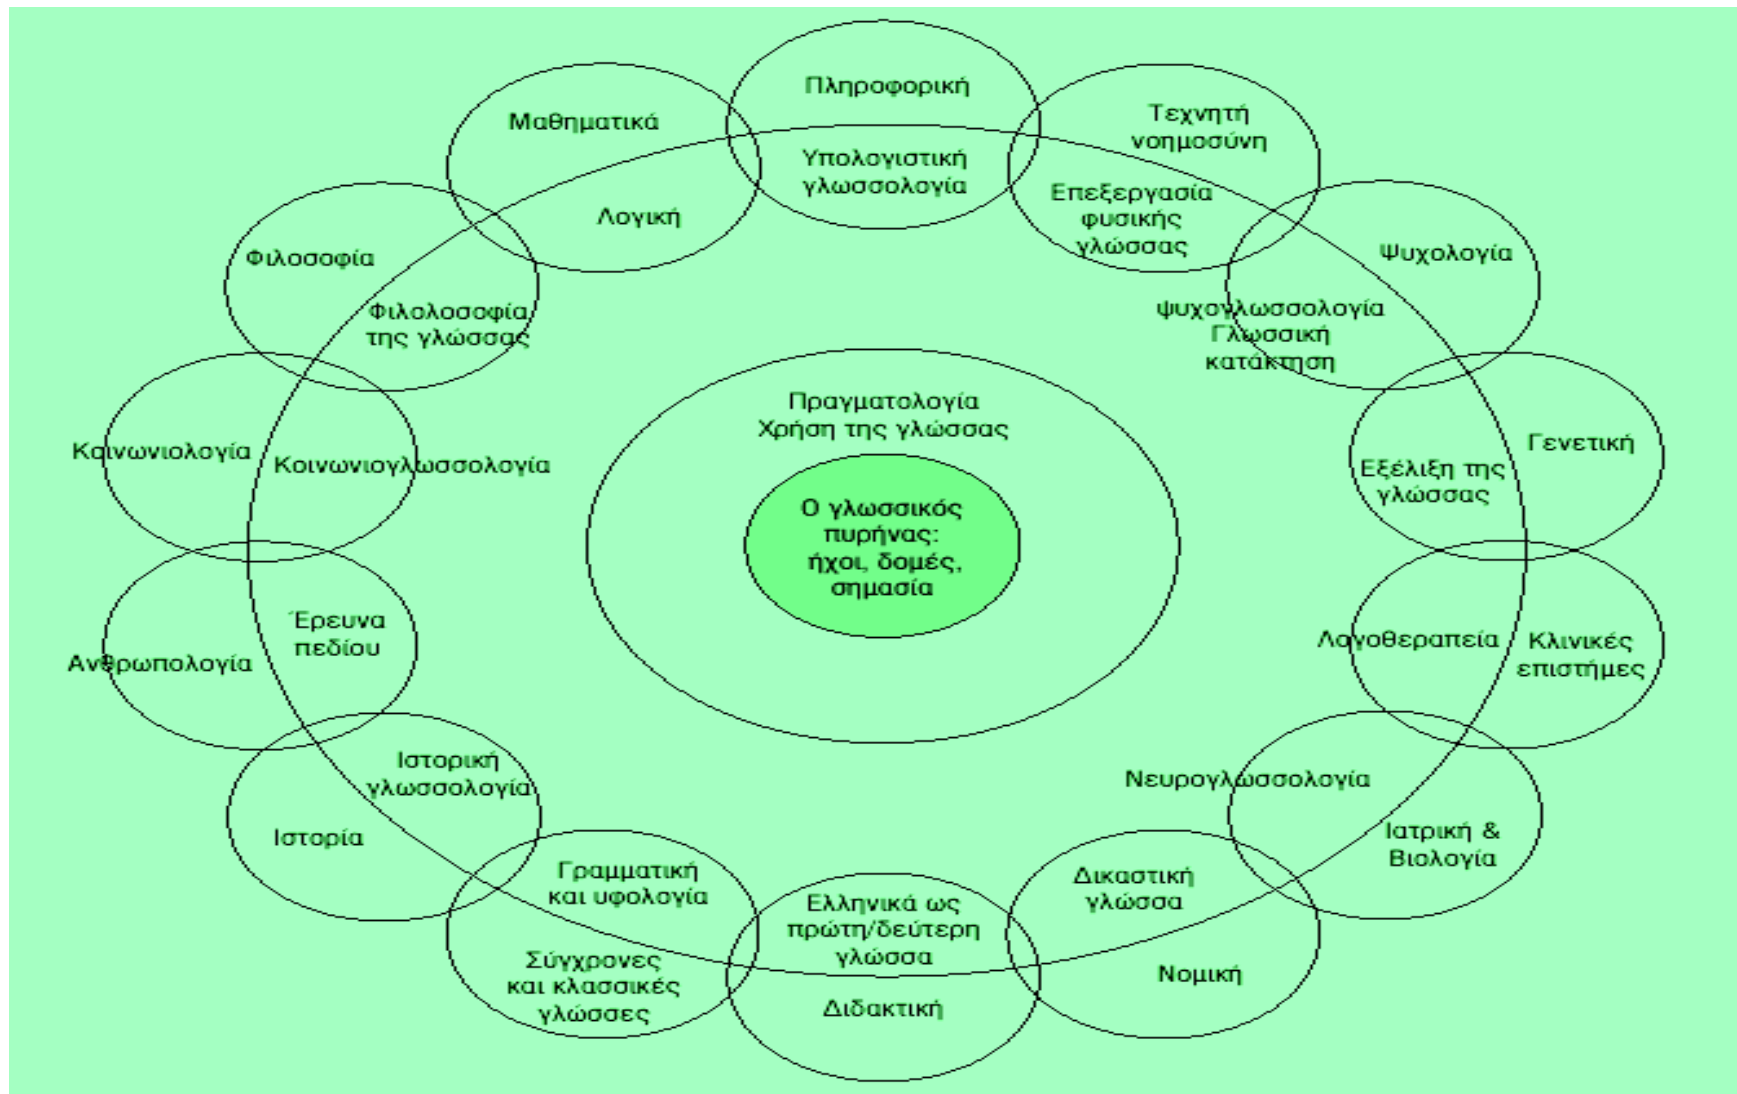 Πληροφορική
Υπολογιστική
γλωσσολογία
Τεχνητή
νοημοσύνη
Επεξεργασία
φυσικής
γλώσσας
Ψυχολογία
ψυχογλωσσολογία
Γλωσσική
κατάκτηση
Γενετική
Εξέλιξη της
γλώσσας
Κλινικές
επιστήμες
Λογοθεραπεία
Ιατρική &
Βιολογία
Νευρογλωσσολογία
Δικαστική
γλώσσα
Νομική
Ελληνικά ως
πρώτη/δεύτερη
γλώσσα
Διδακτική
Γραμματική
και υφολογία
Σύγχρονες
και κλασσικές
γλώσσες
Ιστορική
γλωσσολογία
Ιστορία
Έρευνα
πεδίου
Ανθρωπολογία
Κοινωνιολογία
Κοινωνιογλωσσολογία
Φιλοσοφία
Φιλολοσοφία
της γλώσσας
Μαθηματικά
Λογική
Πραγματολογία
Χρήση της γλώσσας
Ο γλωσσικός
πυρήνας:
ήχοι, δομές,
σημασία